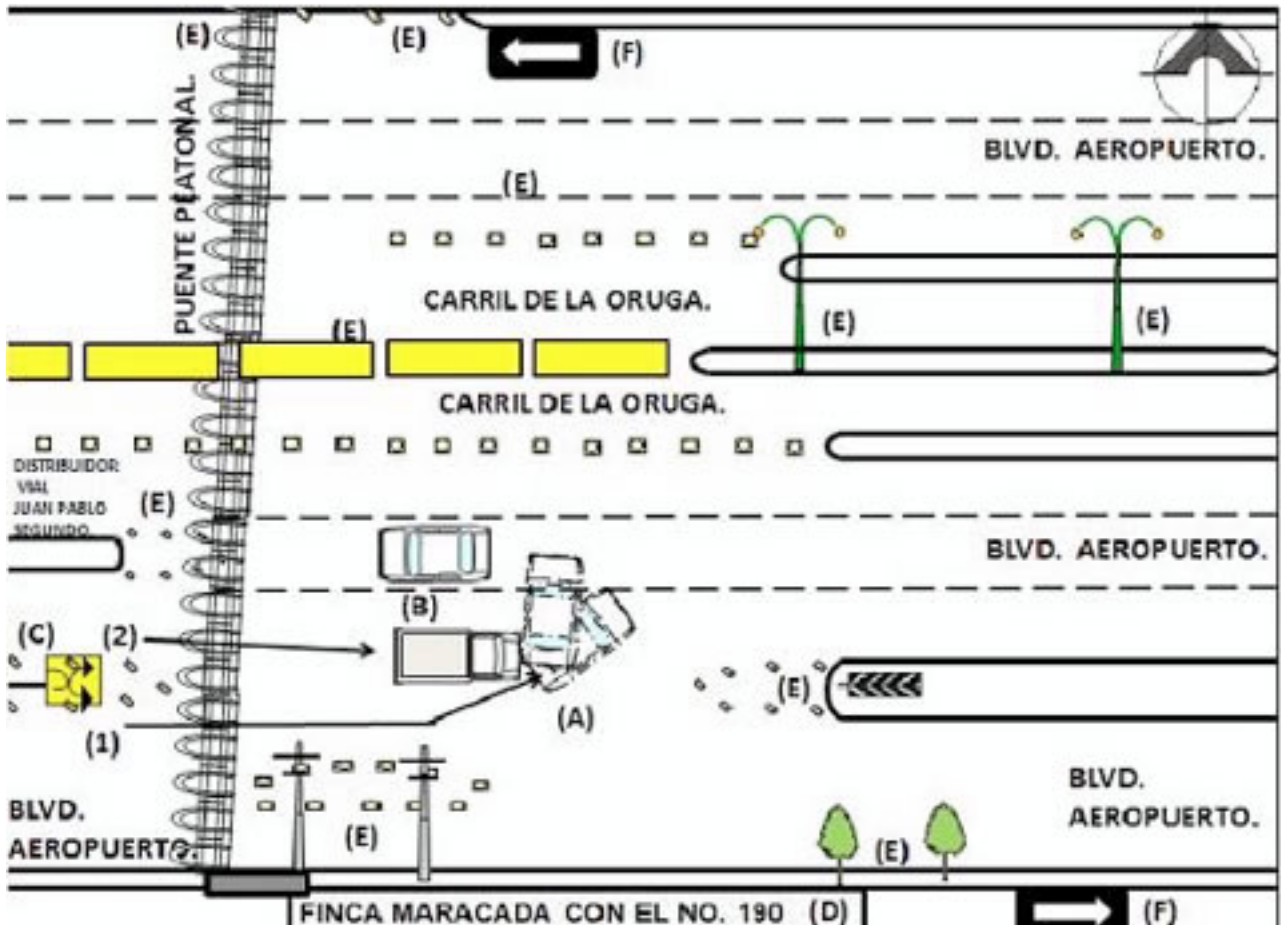 (E)
(E)
(F)
PUENTE PEATONAL.
BLVD. AEROPUERTO.
(E)
CARRIL DE LA ORUGA.
(E)
(E)
(E)
CARRIL DE LA ORUGA.
DISTRIBUIDOR
VIAL
JUAN PABLO
SEGUNDO
(E)
BLVD. AEROPUERTO.
(B)
(C)
(2)
(E)
(A)
(1)
BLVD.
AEROPUERTO.
BLVD.
AEROPUERTO.
(E)
(E)
FINCA MARACADA CON EL NO. 190 (D)
(F)